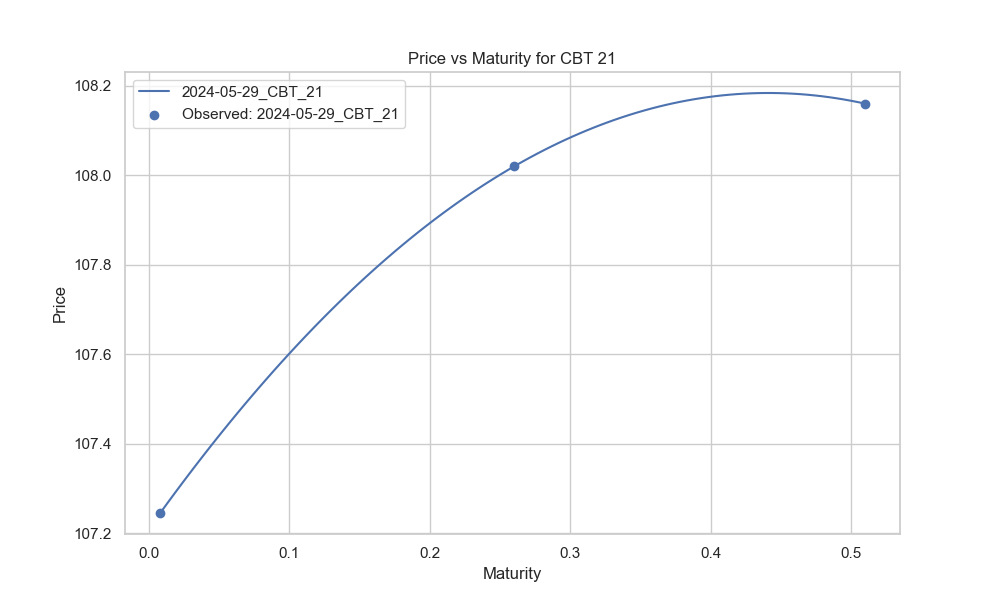 Price vs Maturity for CBT 21
2024-05-29_CBT_21
Observed: 2024-05-29_CBT_21
108.2
108.0
107.8
107.6
107.4
107.2
Price
0.0 0.1 0.2 0.3 0.4 0.5
Maturity